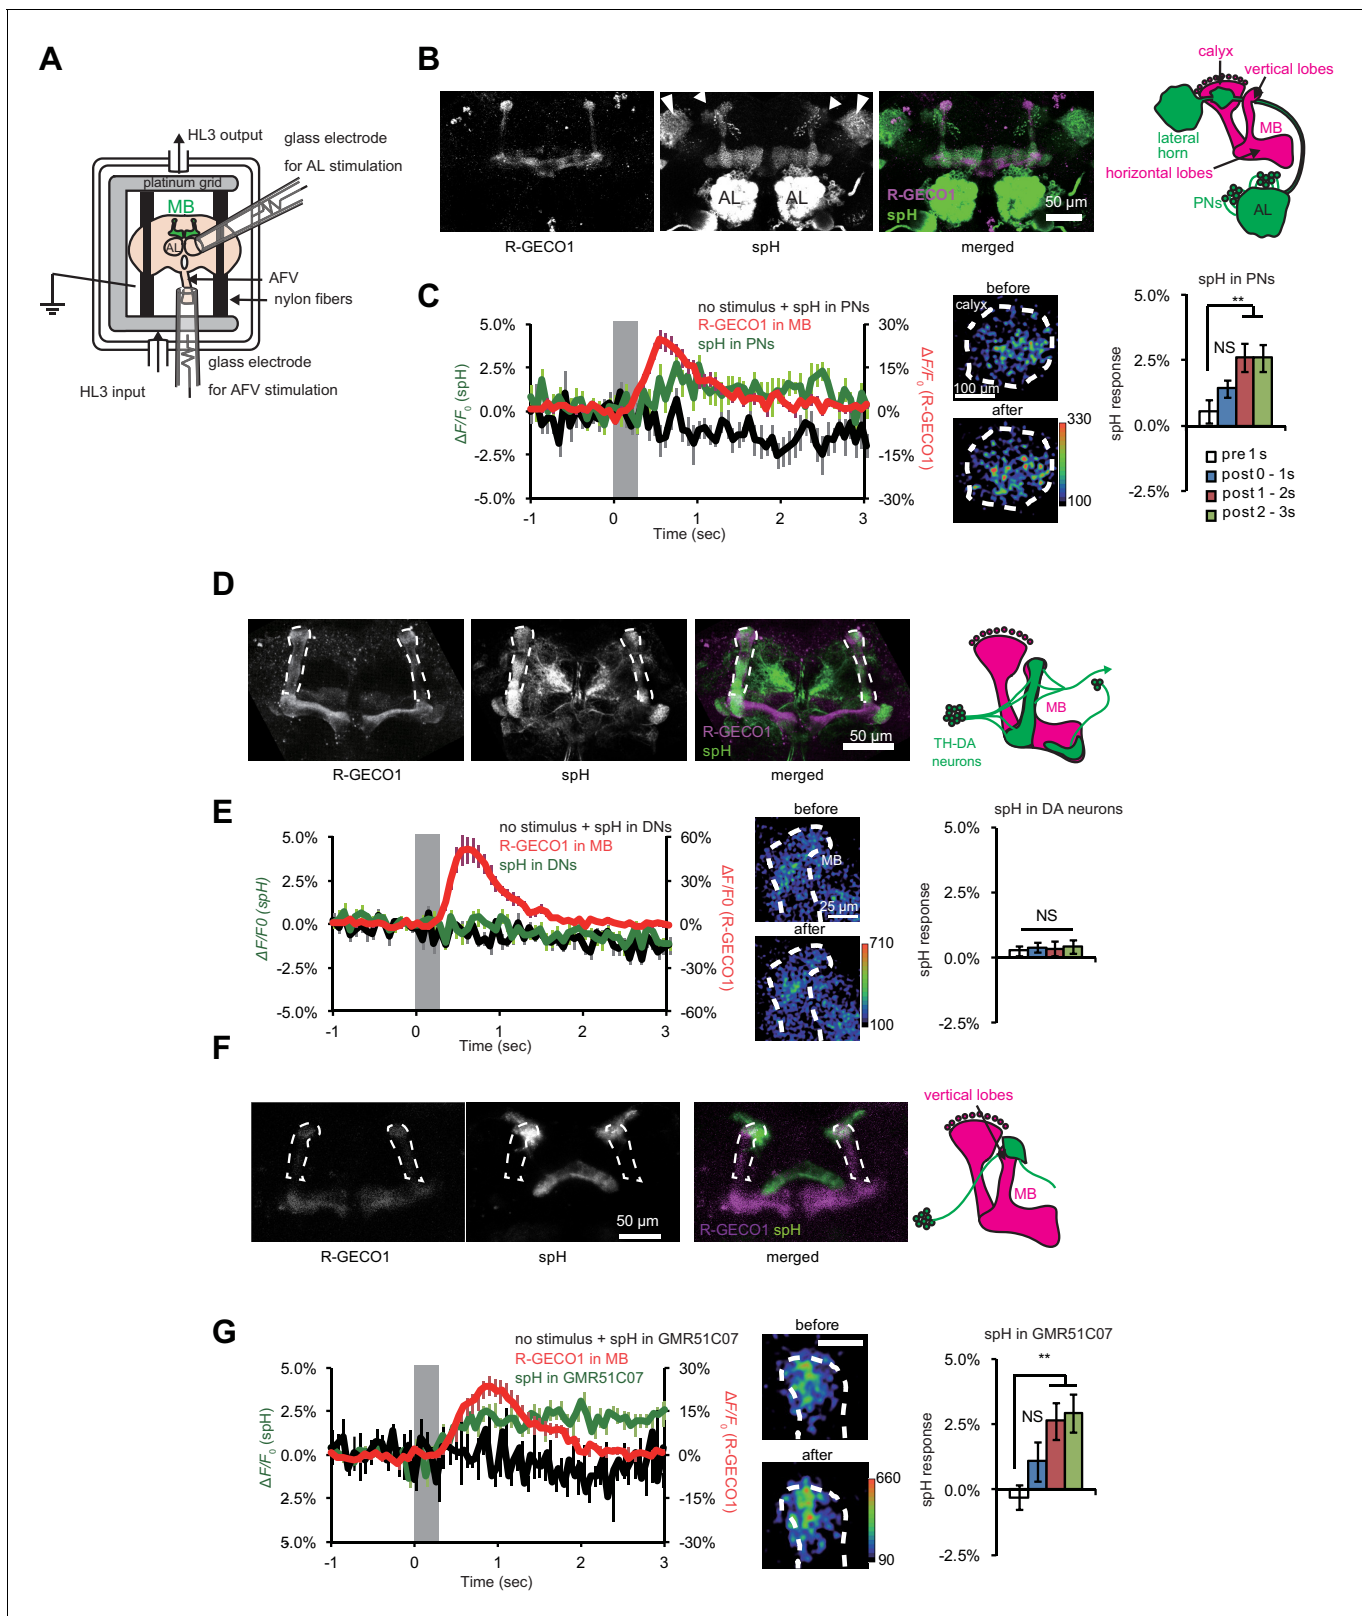 A
HL3 output
glass electrode
for AL stimulation
platinum grid
MB
AL
AFV
nylon fibers
glass electrode
for AFV stimulation
HL3 input
B
AL
AL
R-GECO1
spH
50 µm
R-GECO1
spH
merged
calyx
vertical lobes
lateral
horn
MB
horizontal lobes
PNs
AL
C
no stimulus + spH in PNs
R-GECO1 in MB
spH in PNs
5.0%
2.5%
0.0%
-2.5%
-5.0%
ΔF/F0 (spH)
30%
15%
0%
-15%
-30%
ΔF/F0 (R-GECO1)
-1
0
1
2
3
Time (sec)
before
calyx
100 µm
after
330
100
spH in PNs
5.0%
2.5%
0.0%
-2.5%
spH response
**
NS
pre 1s
post 0 - 1s
post 1 - 2s
post 2 - 3s
D
R-GECO1
spH
50 µm
R-GECO1
spH
merged
MB
TH-DA
neurons
E
no stimulus + spH in DNs
R-GECO1 in MB
spH in DNs
5.0%
2.5%
0.0%
-2.5%
5.0%
ΔF/F0 (spH)
60%
30%
0%
-30%
-60%
ΔF/F0 (R-GECO1)
-1
0
1
2
3
Time (sec)
before
MB
25 µm
after
710
100
spH in DA neurons
5.0%
2.5%
0.0%
-2.5%
spH response
NS
F
50 µm
R-GECO1 spH
R-GECO1
spH
merged
vertical lobes
MB
G
no stimulus + spH in GMR51C07
R-GECO1 in MB
spH in GMR51C07
5.0%
2.5%
0.0%
2.5%
5.0%
ΔF/F0 (spH)
30%
15%
0%
-15%
-30%
ΔF/F0 (R-GECO1)
-1
0
1
2
3
Time (sec)
before
after
660
90
spH in GMR51C07
5.0%
2.5%
0.0%
-2.5%
spH response
**
NS